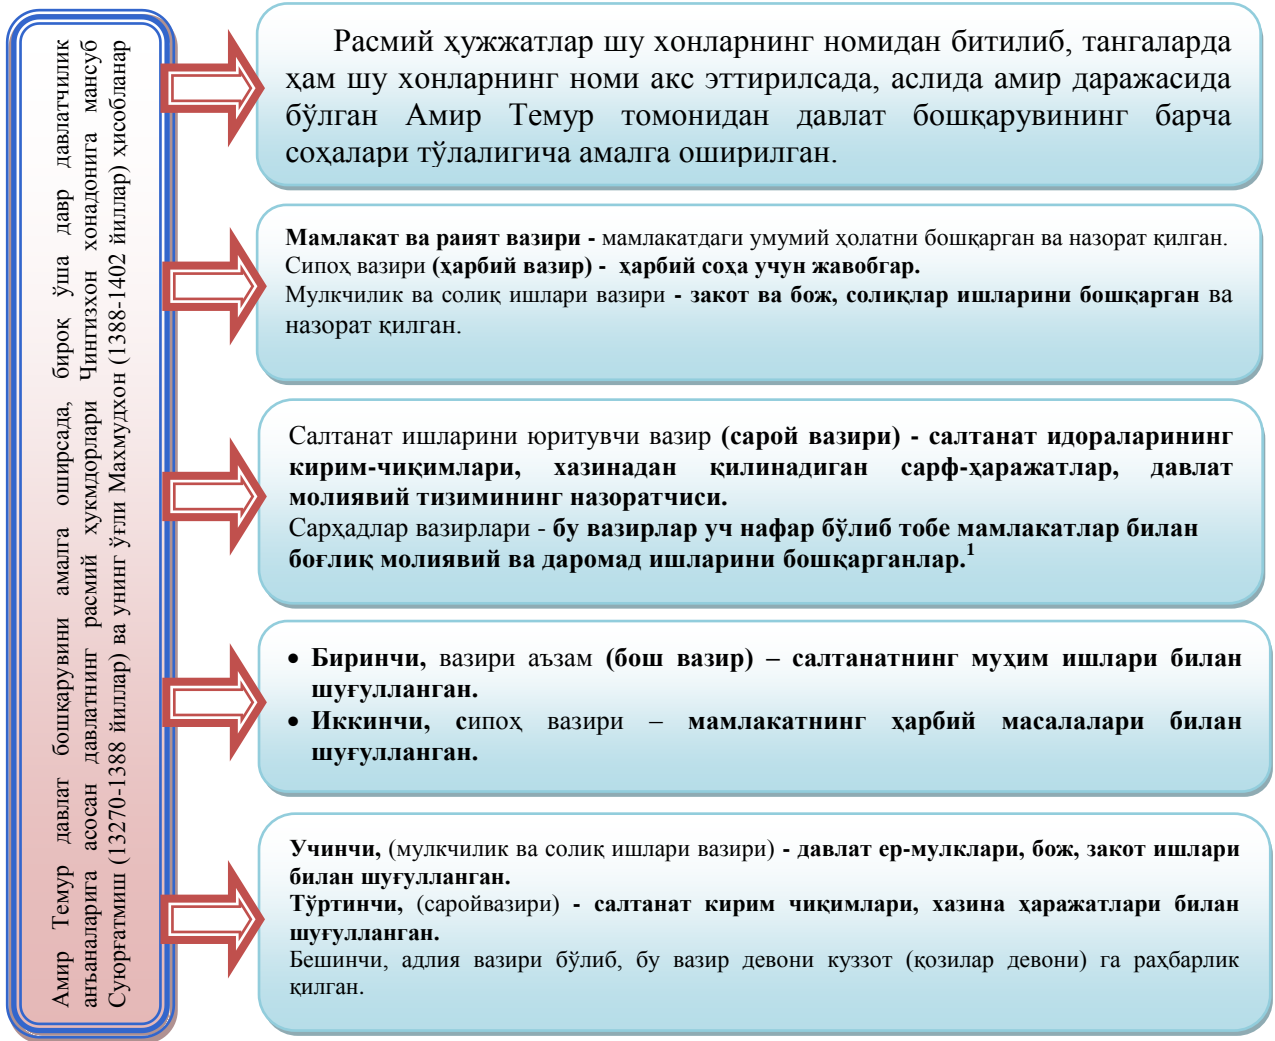 Амир Темур давлат бошқарувини амалга оширсада, бироқ ўша давр давлатчилик
анъаналарига асосан давлатнинг расмий ҳукмдорлари Чингизхон хонадонига мансуб
Суюрғатмиш (13270-1388 йиллар) ва унинг ўғли Махмудхон (1388-1402 йиллар) ҳисобланар
Расмий ҳужжатлар шу хонларнинг номидан битилиб, тангаларда
ҳам шу хонларнинг номи акс эттирилсада, аслида амир даражасида
бўлган Амир Темур томонидан давлат бошқарувининг барча
соҳалари тўлалигича амалга оширилган.
Мамлакат ва раият вазири - мамлакатдаги умумий ҳолатни бошқарган ва назорат қилган.
Сипоҳ вазири (ҳарбий вазир) - ҳарбий соҳа учун жавобгар.
Мулкчилик ва солиқ ишлари вазири - закот ва бож, солиқлар ишларини бошқарган ва
назорат қилган.
Салтанат ишларини юритувчи вазир (сарой вазири) - салтанат идораларининг
кирим-чиқимлари, хазинадан қилинадиган сарф-ҳаражатлар, давлат
молиявий тизимининг назоратчиси.
Сарҳадлар вазирлари - бу вазирлар уч нафар бўлиб тобе мамлакатлар билан
боғлиқ молиявий ва даромад ишларини бошқарганлар.1
• Биринчи, вазири аъзам (бош вазир) – салтанатнинг муҳим ишлари билан
шуғулланган.
• Иккинчи, сипоҳ вазири – мамлакатнинг ҳарбий масалалари билан
шуғулланган.
Учинчи, (мулкчилик ва солиқ ишлари вазири) - давлат ер-мулклари, бож, закот ишлари
билан шуғулланган.
Тўртинчи, (саройвазири) - салтанат кирим чиқимлари, хазина ҳаражатлари билан
шуғулланган.
Бешинчи, адлия вазири бўлиб, бу вазир девони куззот (қозилар девони) га раҳбарлик
қилган.